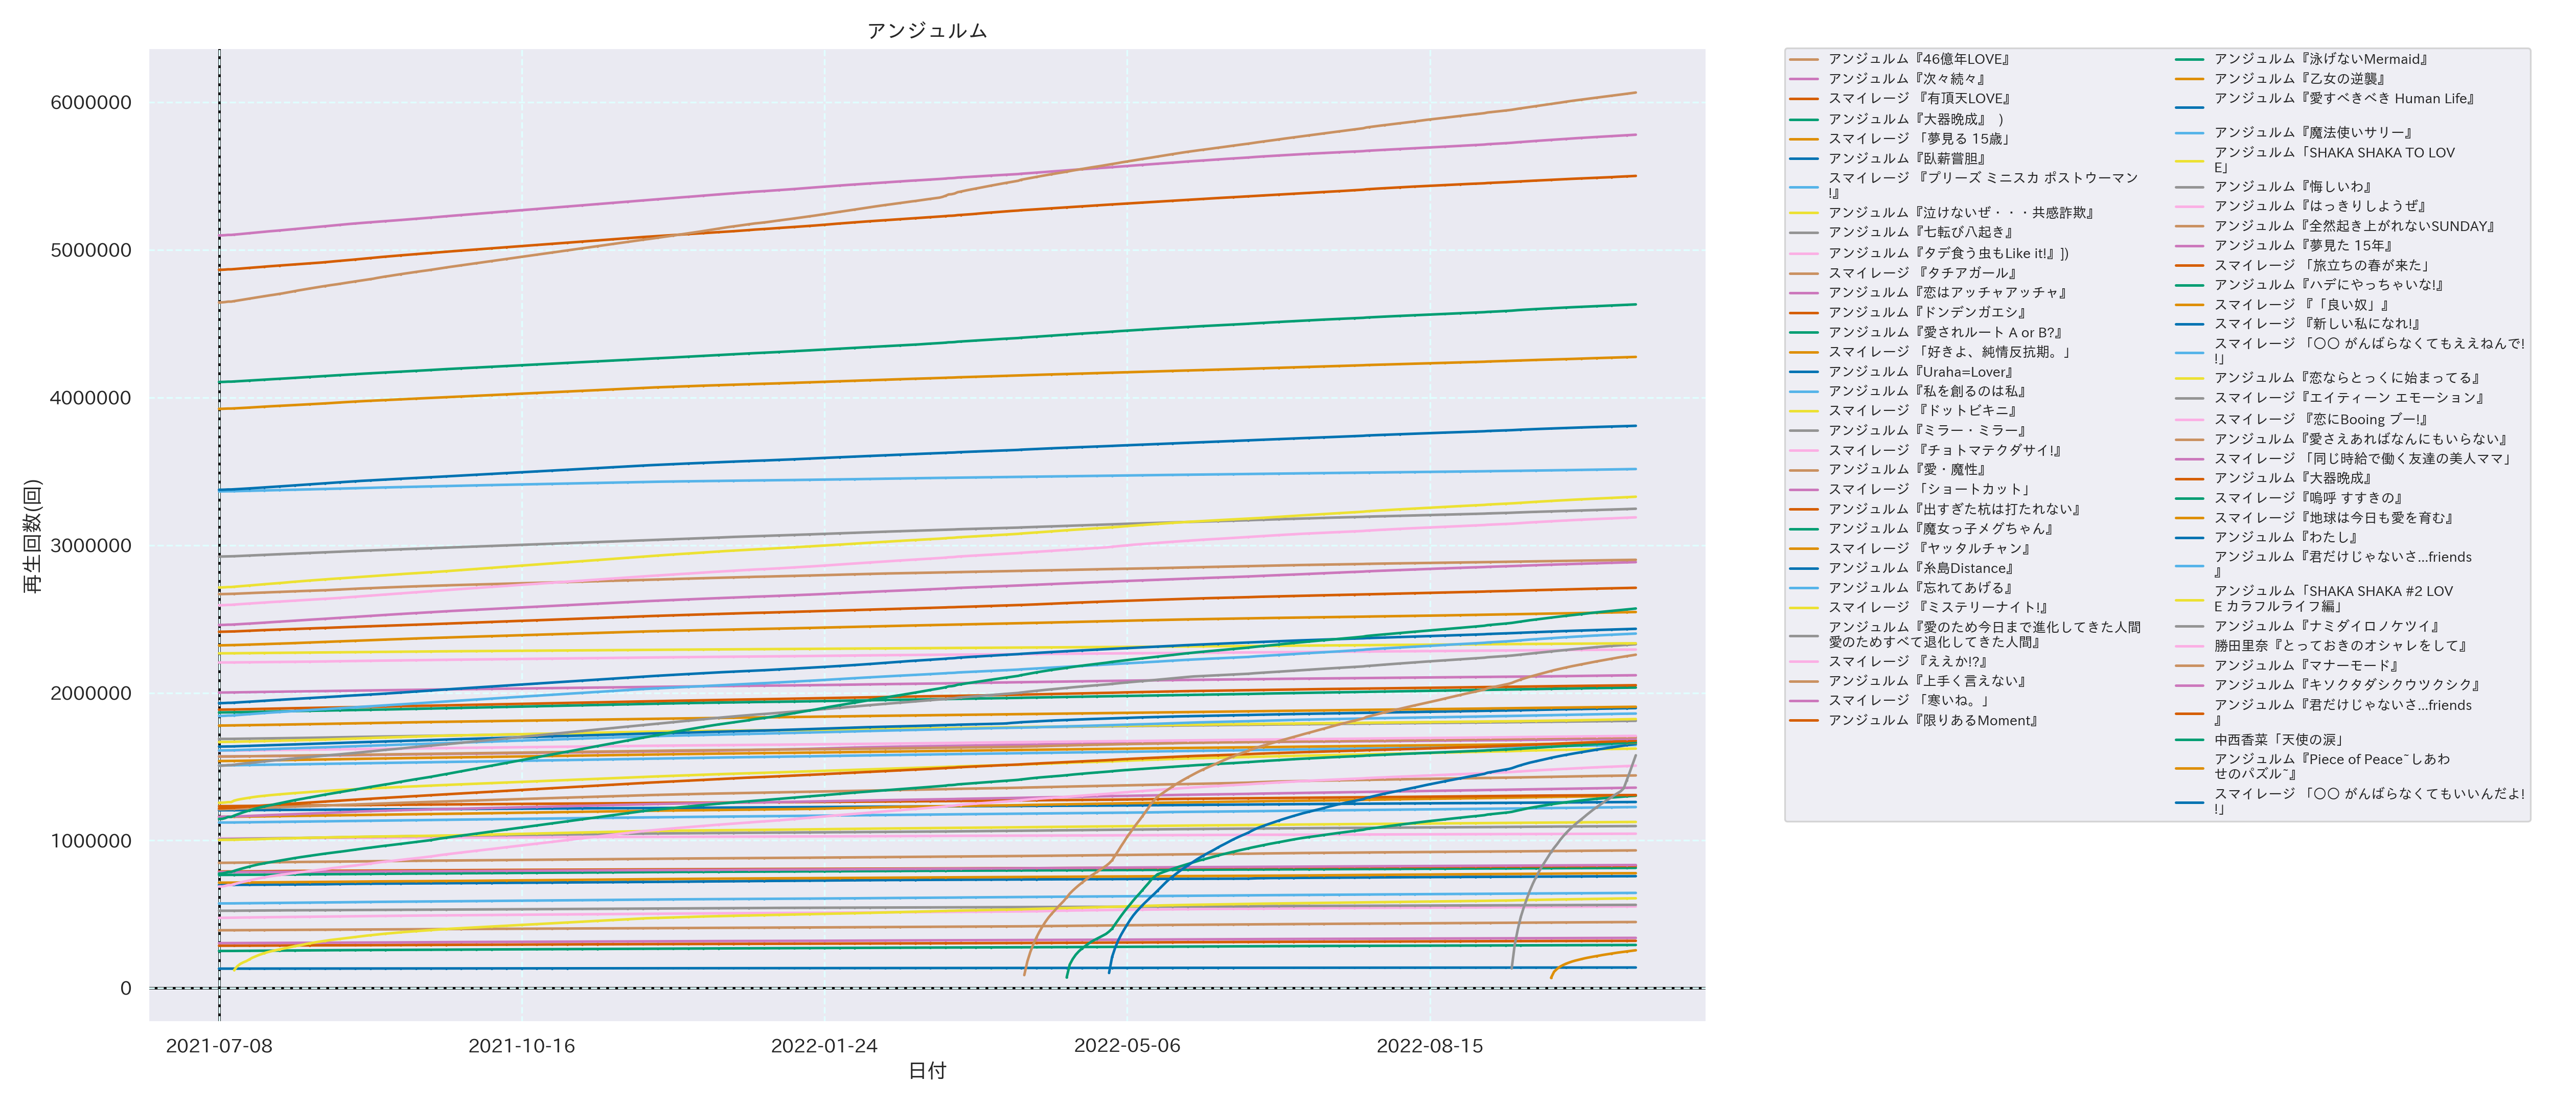 アンジュルム
再生回数(回)
6000000
5000000
4000000
3000000
2000000
1000000
0
2021-07-08
2021-10-16
2022-01-24
2022-05-06
2022-08-15
日付
アンジュルム『46億年LOVE』
アンジュルム『次々続々』
スマイレージ 『有頂天LOVE』
アンジュルム『大器晩成』 )
スマイレージ 「夢見る 15歳」
アンジュルム『臥薪嘗胆』
スマイレージ 『プリーズ ミニスカ ポストウーマン
!』
アンジュルム『泣けないぜ・・・共感詐欺』
アンジュルム『七転び八起き』
アンジュルム『タデ食う虫もLike it!』])
スマイレージ 『タチアガール』
アンジュルム『恋はアッチャアッチャ』
アンジュルム『ドンデンガエシ』
アンジュルム『愛されルート A or B?』
スマイレージ 「好きよ、純情反抗期。」
アンジュルム『Uraha=Lover』
アンジュルム『私を創るのは私』
スマイレージ 『ドットビキニ』
アンジュルム『ミラー・ミラー』
スマイレージ 『チョトマテクダサイ!』
アンジュルム『愛・魔性』
スマイレージ 「ショートカット」
アンジュルム『出すぎた杭は打たれない』
アンジュルム『魔女っ子メグちゃん』
スマイレージ 『ヤッタルチャン』
アンジュルム『糸島Distance』
アンジュルム『忘れてあげる』
スマイレージ 『ミステリーナイト!』
アンジュルム『愛のため今日まで進化してきた人間
愛のためすべて退化してきた人間』
スマイレージ 『ええか!?』
アンジュルム『上手く言えない』
スマイレージ 「寒いね。」
アンジュルム『限りあるMoment』
アンジュルム『泳げないMermaid』
アンジュルム『乙女の逆襲』
アンジュルム『愛すべきべき Human Life』
アンジュルム『魔法使いサリー』
アンジュルム「SHAKA SHAKA TO LOV
E」
アンジュルム『悔しいわ』
アンジュルム『はっきりしようぜ』
アンジュルム『全然起き上がれないSUNDAY』
アンジュルム『夢見た 15年』
スマイレージ 「旅立ちの春が来た」
アンジュルム『ハデにやっちゃいな!』
スマイレージ 『「良い奴」』
スマイレージ 『新しい私になれ!』
スマイレージ 「〇〇 がんばらなくてもええねんで!
!」
アンジュルム『恋ならとっくに始まってる』
スマイレージ『エイティーン エモーション』
スマイレージ 『恋にBooing ブー!』
アンジュルム『愛さえあればなんにもいらない』
スマイレージ 「同じ時給で働く友達の美人ママ」
アンジュルム『大器晩成』
スマイレージ『嗚呼 すすきの』
スマイレージ『地球は今日も愛を育む』
アンジュルム『わたし』
アンジュルム『君だけじゃないさ...friends
』
アンジュルム「SHAKA SHAKA #2 LOV
E カラフルライフ編」
アンジュルム『ナミダイロノケツイ』
勝田里奈『とっておきのオシャレをして』
アンジュルム『マナーモード』
アンジュルム『キソクタダシクウツクシク』
アンジュルム『君だけじゃないさ...friends
』
中西香菜「天使の涙」
アンジュルム『Piece of Peace~しあわ
せのパズル~』
スマイレージ 「〇〇 がんばらなくてもいいんだよ!
!」